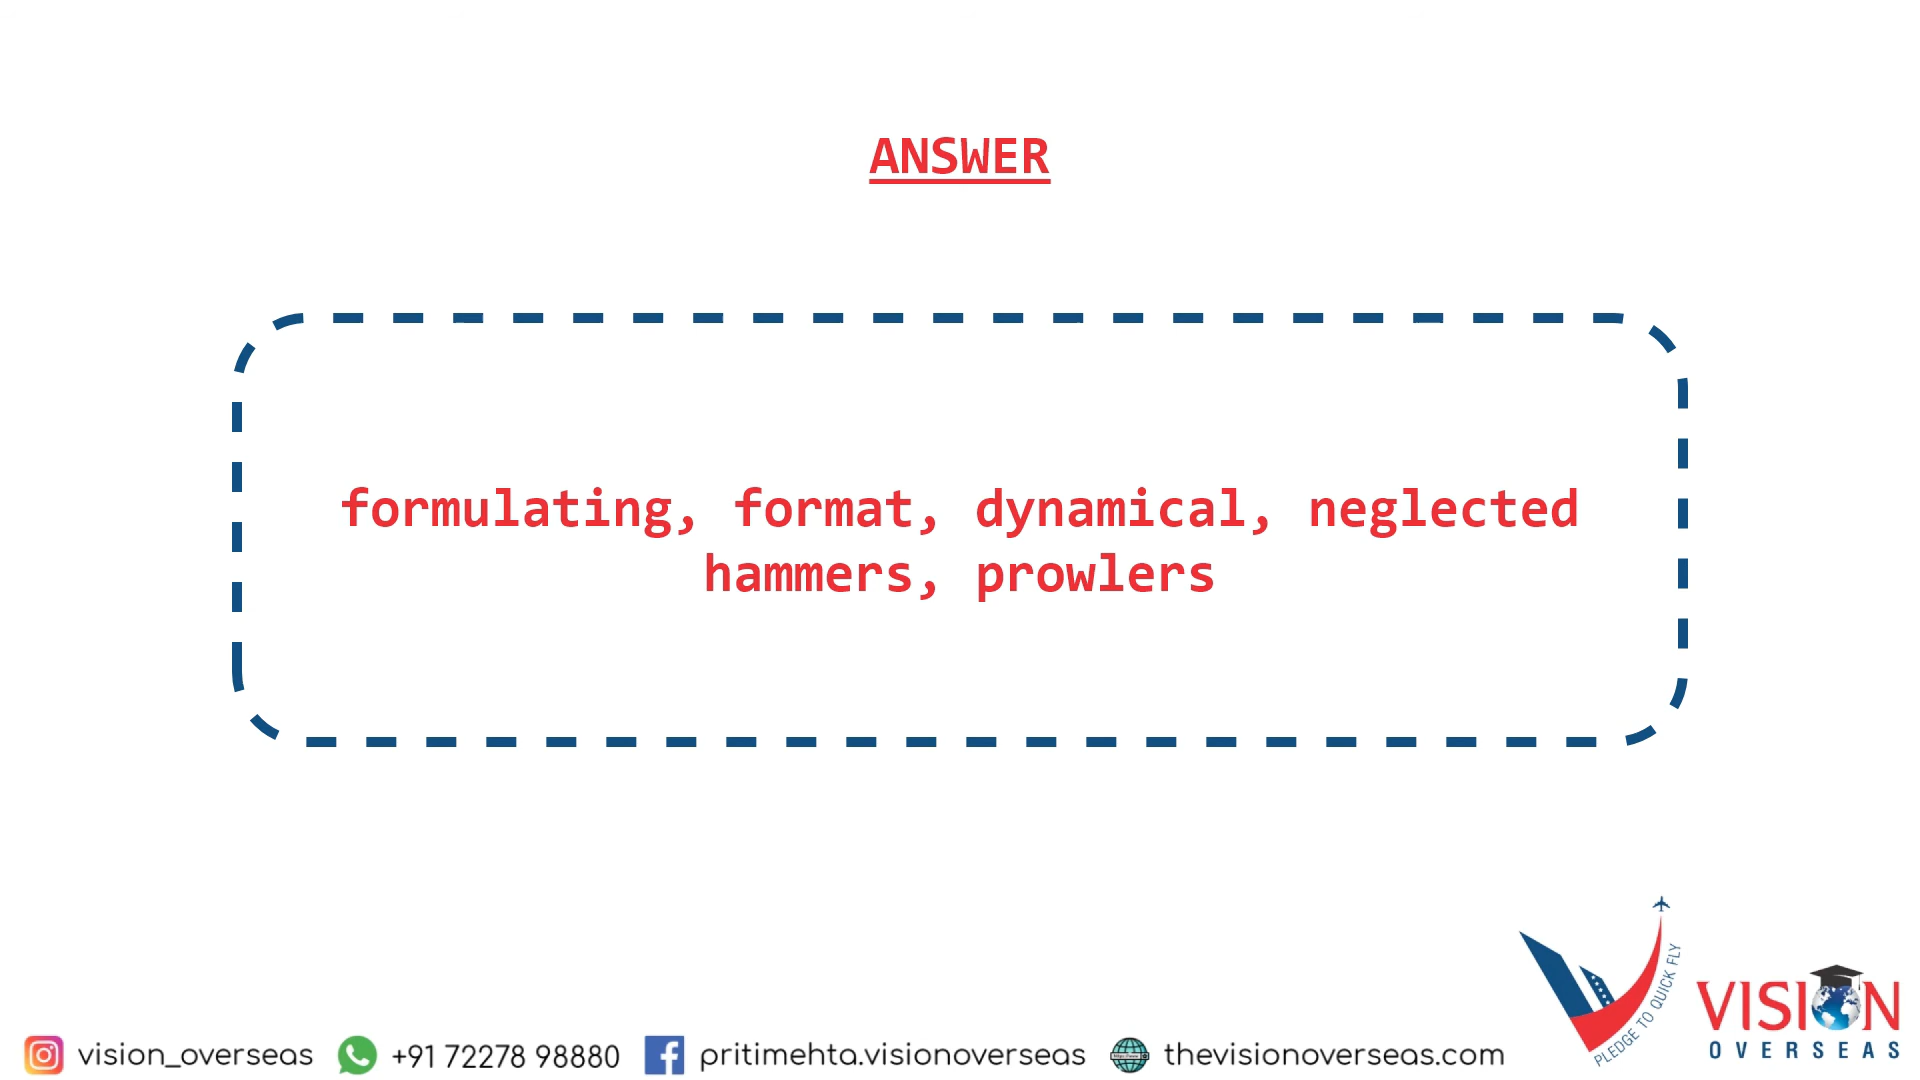 ANSWER
formulating, format, dynamical, neglected
hammers, prowlers
PLEDGE TO QUICK FLY
VISION
OVERSEAS
vision_overseas +91 72278 98880 pritimehta.visionoverseas thevisionoverseas.com